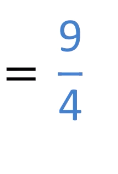 = 9/4